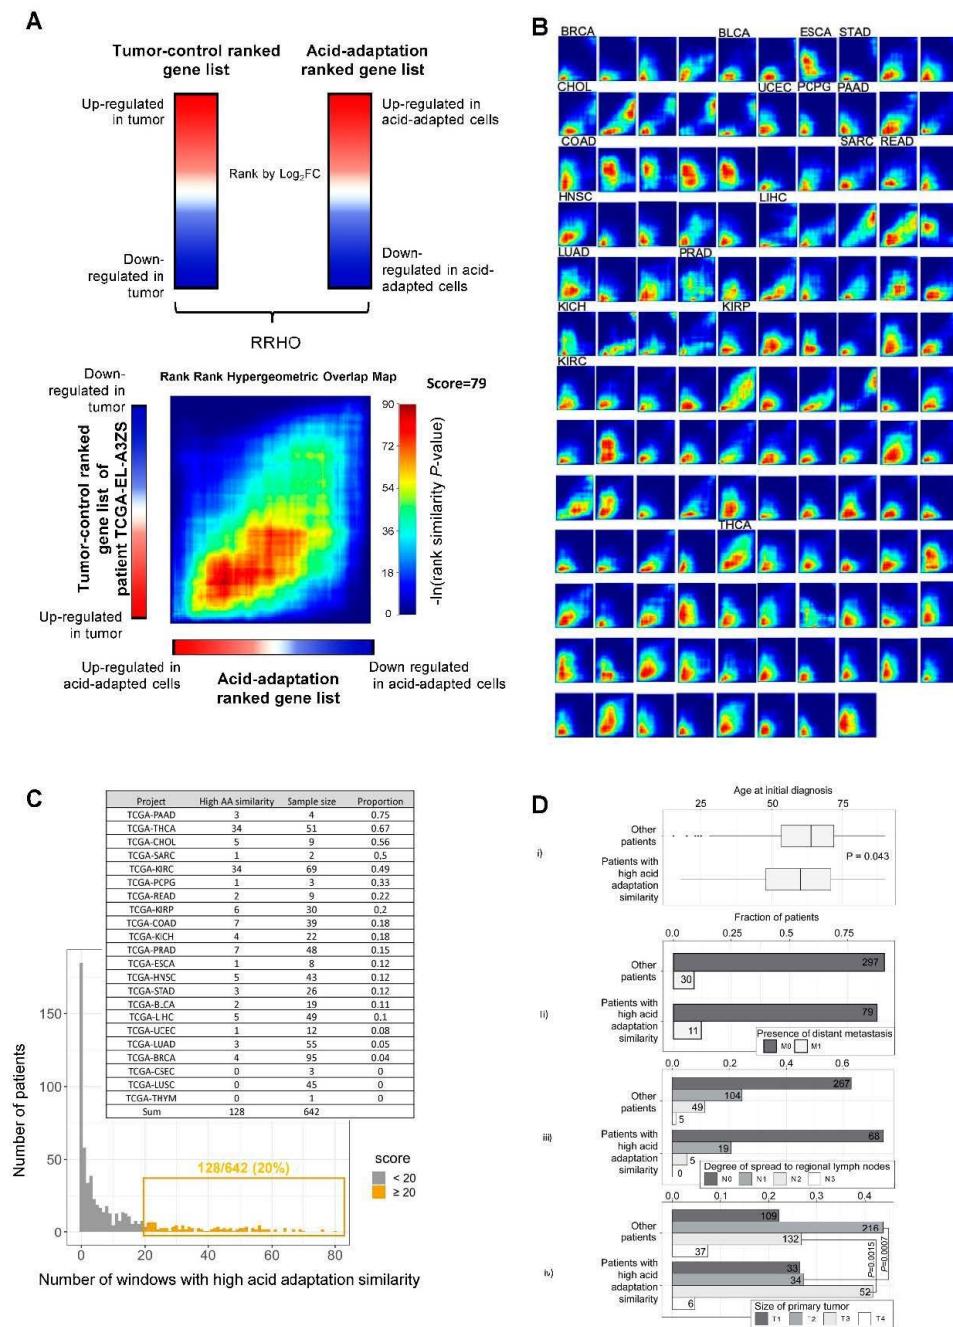 A
Tumor-control ranked
gene list
Acid-adaptation
ranked gene list
Up-regulated
in tumor
Up-regulated in
acid-adapted cells
Rank by Log2FC
Down-
regulated in
tumor
Down-
regulated in acid-
adapted cells
RRHO
Rank Rank Hypergeometric Overlap Map
Score=79
Down-
regulated in
tumor
Tumor-control ranked
gene list of
patient TCGA-EL-A3ZS
Up-regulated
in tumor
90
72
54
36
18
0
-ln(rank similarity P-value)
Up-regulated in
acid-adapted cells
Acid-adaptation
ranked gene list
Down regulated
in acid-adapted cells
B
BRCA BLCA ESCA STAD
CHOL UCEC PCPG PAAD
COAD SARC READ
HNSC LIHC
LUAD PRAD
KICH KIRP
KIRC
THCA
C
Project High AA similarity Sample size Proportion
TCGA-PAAD 3 4 0.75
TCGA-THCA 34 51 0.67
TCGA-CHOL 5 9 0.56
TCGA-SARC 1 2 0,5
TCGA-KIRC 34 69 0.49
TCGA-PCPG 1 3 0,33
TCGA-READ 2 9 0.22
TCGA-KIRP 6 30 0.2
TCGA-COAD 7 39 0.18
TCGA-KICH 4 22 0.18
TCGA-PRAD 7 48 0.15
TCGA-ESCA 1 8 0.12
TCGA-HNSC 5 43 0.12
TCGA-STAD 3 26 0.12
TCGA-BLCA 2 19 0.11
TCGA-LIHC 5 49 0.1
TCGA-UCEC 1 12 0.08
TCGA-LUAD 3 55 0.05
TCGA-BRCA 4 95 0.04
TCGA-CSEC 0 3 0
TCGA-LUSC 0 45 0
TCGA-THYM 0 1 0
Sum 128 642
Number of patients
150
100
50
0
128/642 (20%)
score
< 20
≥ 20
0 20 40 60 80
Number of windows with high acid adaptation similarity
D
Age at initial diagnosis
25 50 75
i)
Other
patients
Patients with
high acid
adaptation
similarity
P = 0.043
Fraction of patients
0.0 0.25 0.5 0.75
ii)
Other
patients
297
30
Patients with
high acid
adaptation
similarity
79
11
Presence of distant metastasis
M0 M1
0.0 0.2 0.4 0.6
iii)
Other
patients
267
104
49
5
Patients with
high acid
adaptation
similarity
68
19
5
0
Degree of spread to regional lymph nodes
N0 N1 N2 N3
0.0 0.1 0.2 0.3 0.4
iv)
Other
patients
109
216
132
37
Patients with
high acid
adaptation
similarity
33
34
52
6
P=0.0015
P=0.0007
Size of primary tumor
T1 T2 T3 T4